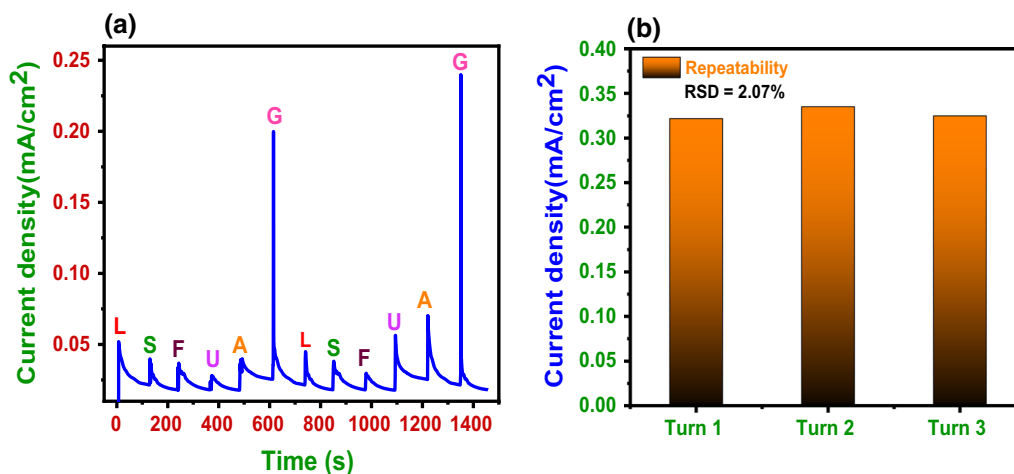 (a)
Current density(mA/cm²)
0.25
0.20
0.15
0.10
0.05
L
S
F
U
A
G
L
S
F
U
A
G
0 200 400 600 800 1000 1200 1400
Time (s)
(b)
Current density(mA/cm²)
0.40
0.35
0.30
0.25
0.20
0.15
0.10
0.05
0.00
Repeatability
RSD = 2.07%
Turn 1 Turn 2 Turn 3